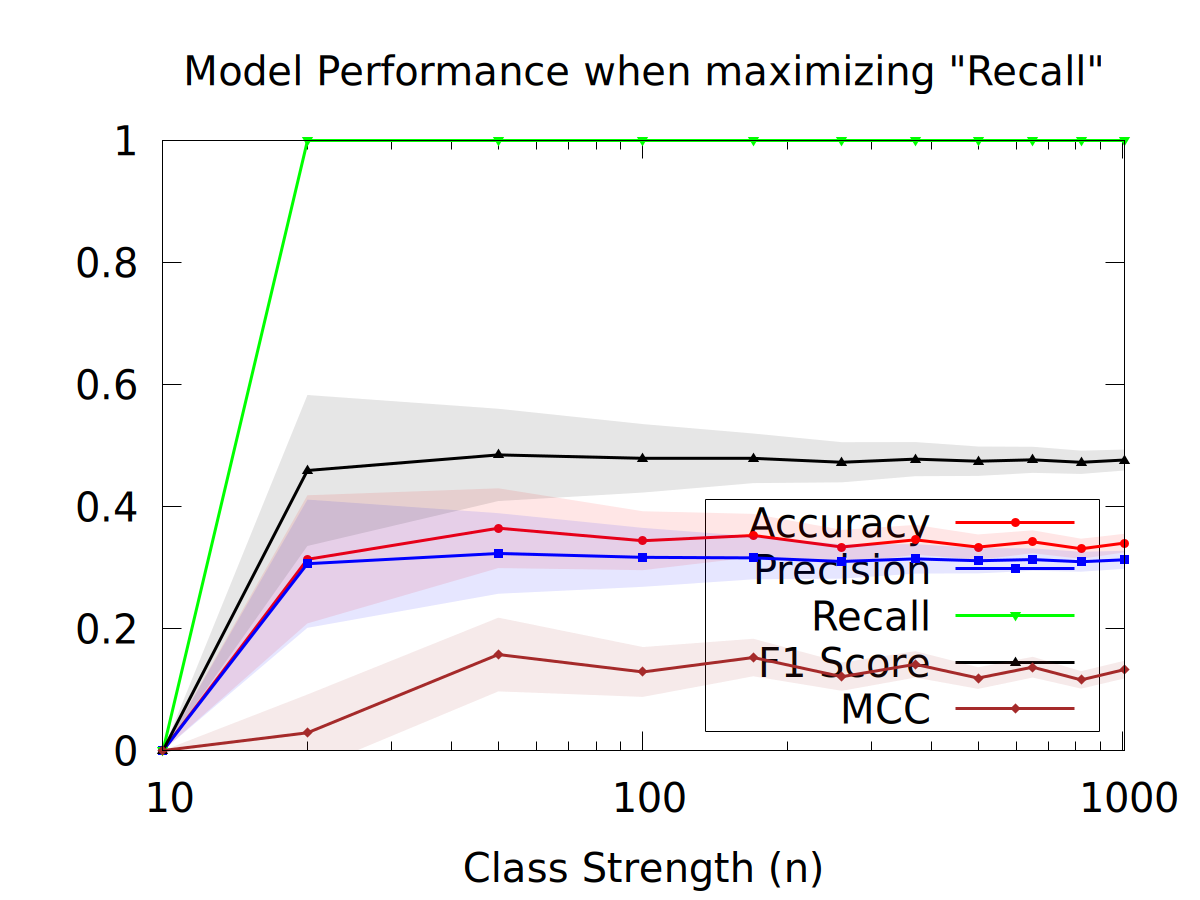 Model Performance when maximizing "Recall"
1
0.8
0.6
0.4
0.2
0
Accuracy
Precision
Recall
F1 Score
MCC
10 100 1000
Class Strength (n)